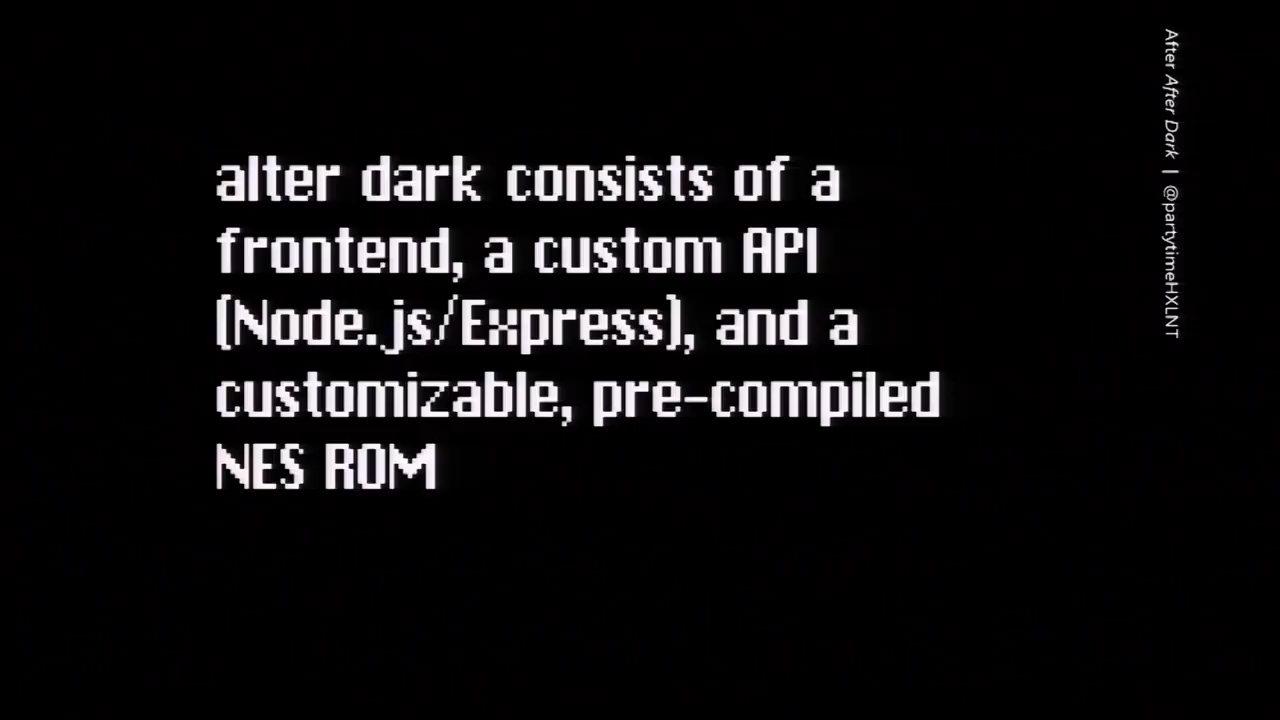 alter dark consists of a
frontend, a custom API
(Node.js/Express), and a
customizable, pre-compiled
NES ROM
After After Dark | @partytimeHXLNT